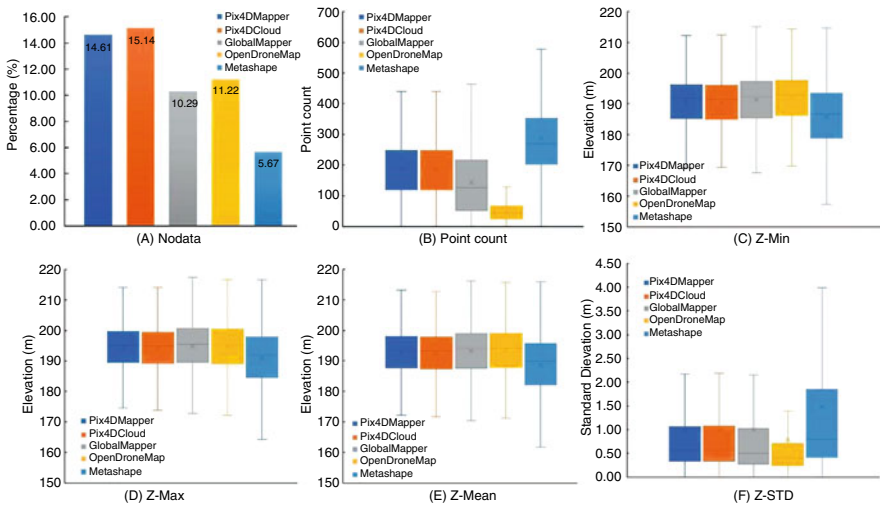 16.00
14.00
12.00
10.00
8.00
6.00
4.00
2.00
0.00
Percentage (%)
14.61
15.14
10.29
11.22
5.67
Pix4DMapper
Pix4DCloud
GlobalMapper
OpenDroneMap
Metashape
(A) Nodata
700
600
500
400
300
200
100
0
Point count
Pix4DMapper
Pix4DCloud
GlobalMapper
OpenDroneMap
Metashape
(B) Point count
220
210
200
190
180
170
160
150
Elevation (m)
Pix4DMapper
Pix4DCloud
GlobalMapper
OpenDroneMap
Metashape
(C) Z-Min
220
210
200
190
180
170
160
150
Elevation (m)
Pix4DMapper
Pix4DCloud
GlobalMapper
OpenDroneMap
Metashape
(D) Z-Max
220
210
200
190
180
170
160
150
Elevation (m)
Pix4DMapper
Pix4DCloud
GlobalMapper
OpenDroneMap
Metashape
(E) Z-Mean
4.50
4.00
3.50
3.00
2.50
2.00
1.50
1.00
0.50
0.00
Standard Dievation (m)
Pix4DMapper
Pix4DCloud
GlobalMapper
OpenDroneMap
Metashape
(F) Z-STD